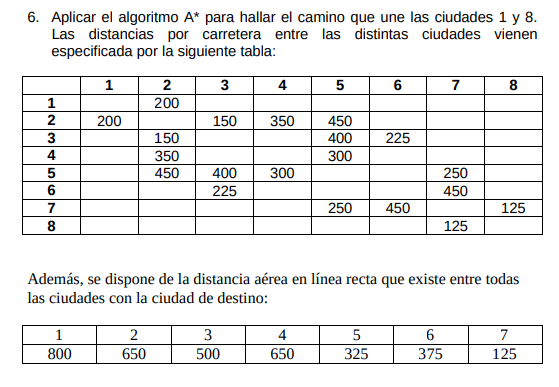 6. Aplicar el algoritmo A* para hallar el camino que une las ciudades 1 y 8.
Las distancias por carretera entre las distintas ciudades vienen
especificada por la siguiente tabla:
1 2 3 4 5 6 7 8
1 200
2 200 150 350 450
3 150 400 225
4 350 300
5 450 400 300 250
6 225 450
7 250 450 125
8 125
Además, se dispone de la distancia aérea en línea recta que existe entre todas
las ciudades con la ciudad de destino:
1 2 3 4 5 6 7
800 650 500 650 325 375 125